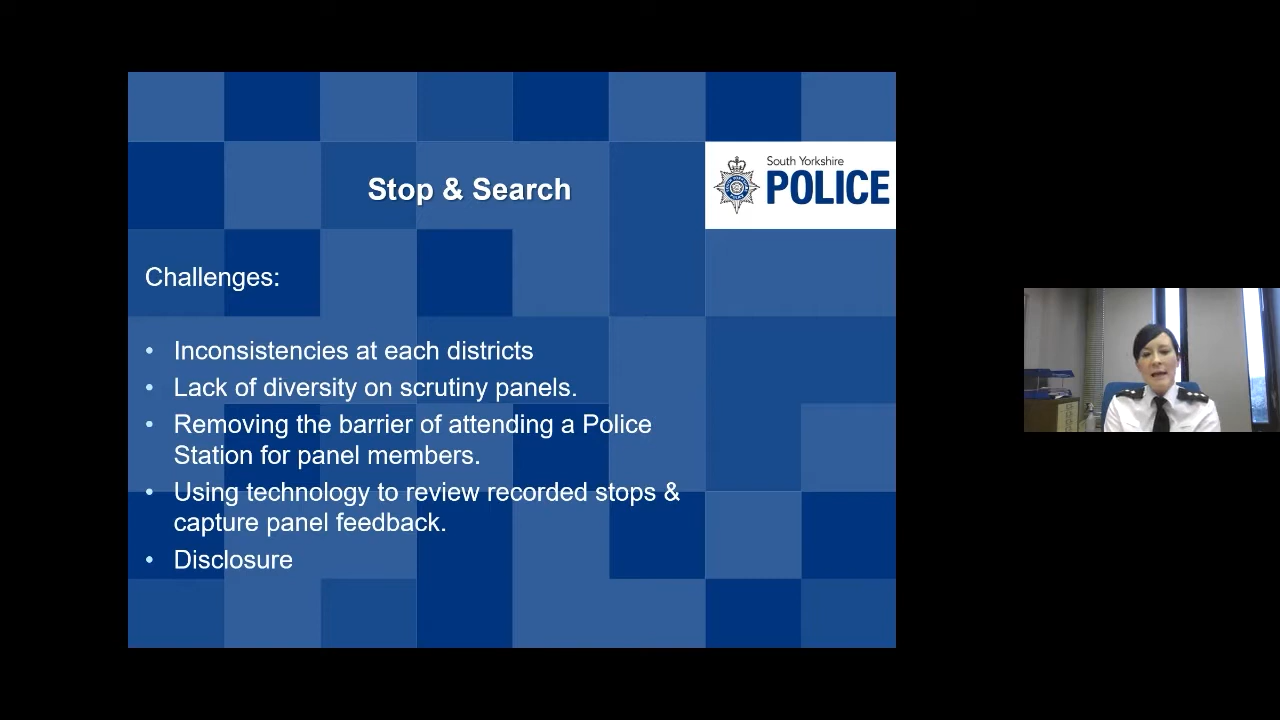 Stop & Search
South Yorkshire
POLICE
Challenges:
• Inconsistencies at each districts
• Lack of diversity on scrutiny panels.
• Removing the barrier of attending a Police
Station for panel members.
• Using technology to review recorded stops &
capture panel feedback.
• Disclosure